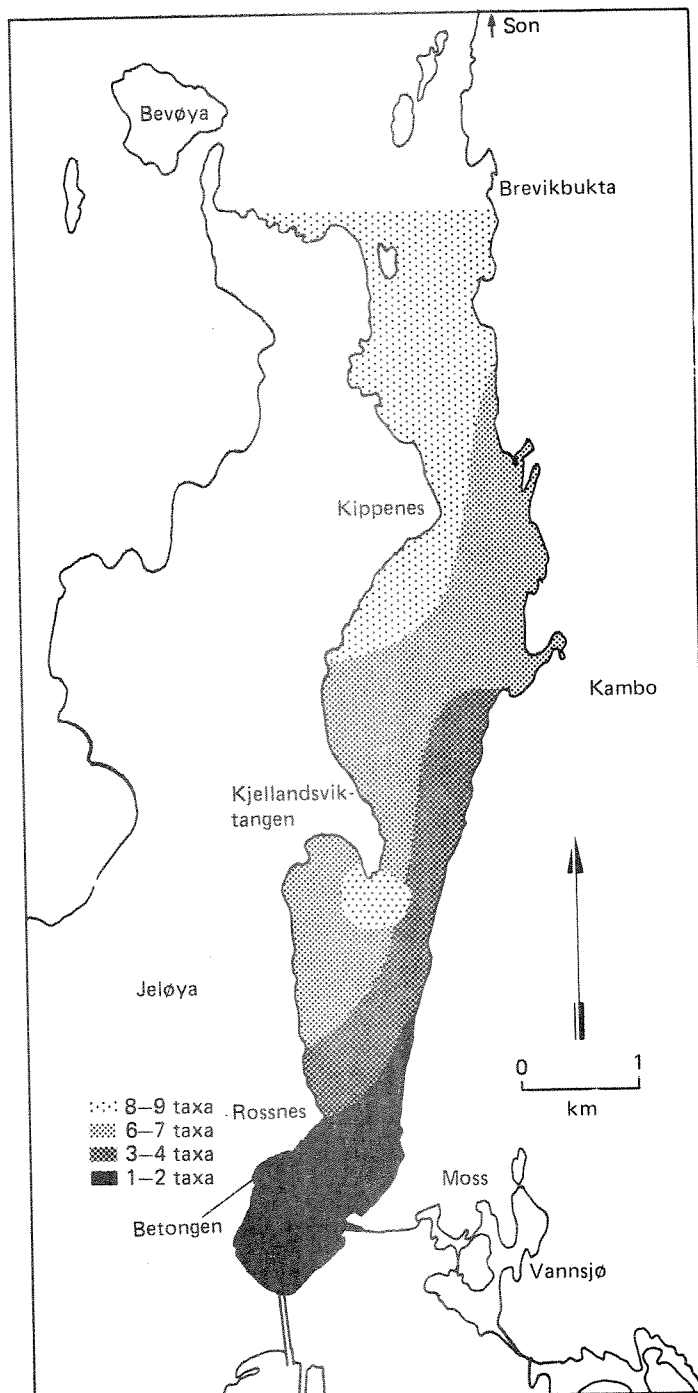 Son
Bevøya
Brevikbukta
Kippenes
Kambo
Kjellandsvik-
tangen
Jeløya
0 1
km
8–9 taxa
6–7 taxa
3–4 taxa
1–2 taxa
Rossnes
Moss
Betongen
Vannsjø